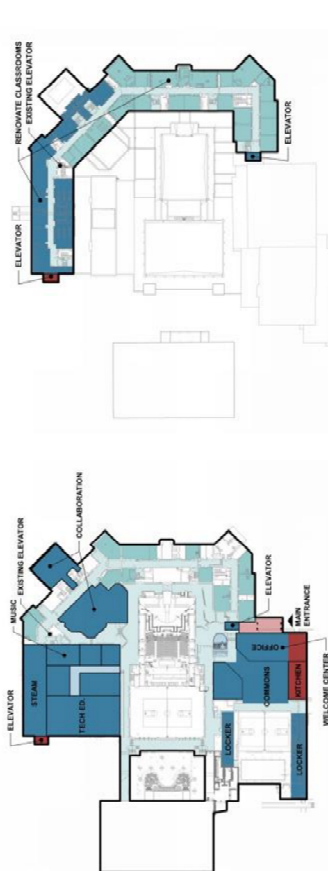 ELEVATOR
RENOVATE CLASSROOMS
EXISTING ELEVATOR
ELEVATOR
ELEVATOR
STEAM
TECH ED.
MUSIC
EXISTING ELEVATOR
COLLABORATION
LOCKER
LOCKER
COMMONS
KITCHEN
OFFICE
ELEVATOR
MAIN
ENTRANCE
WELCOME CENTER